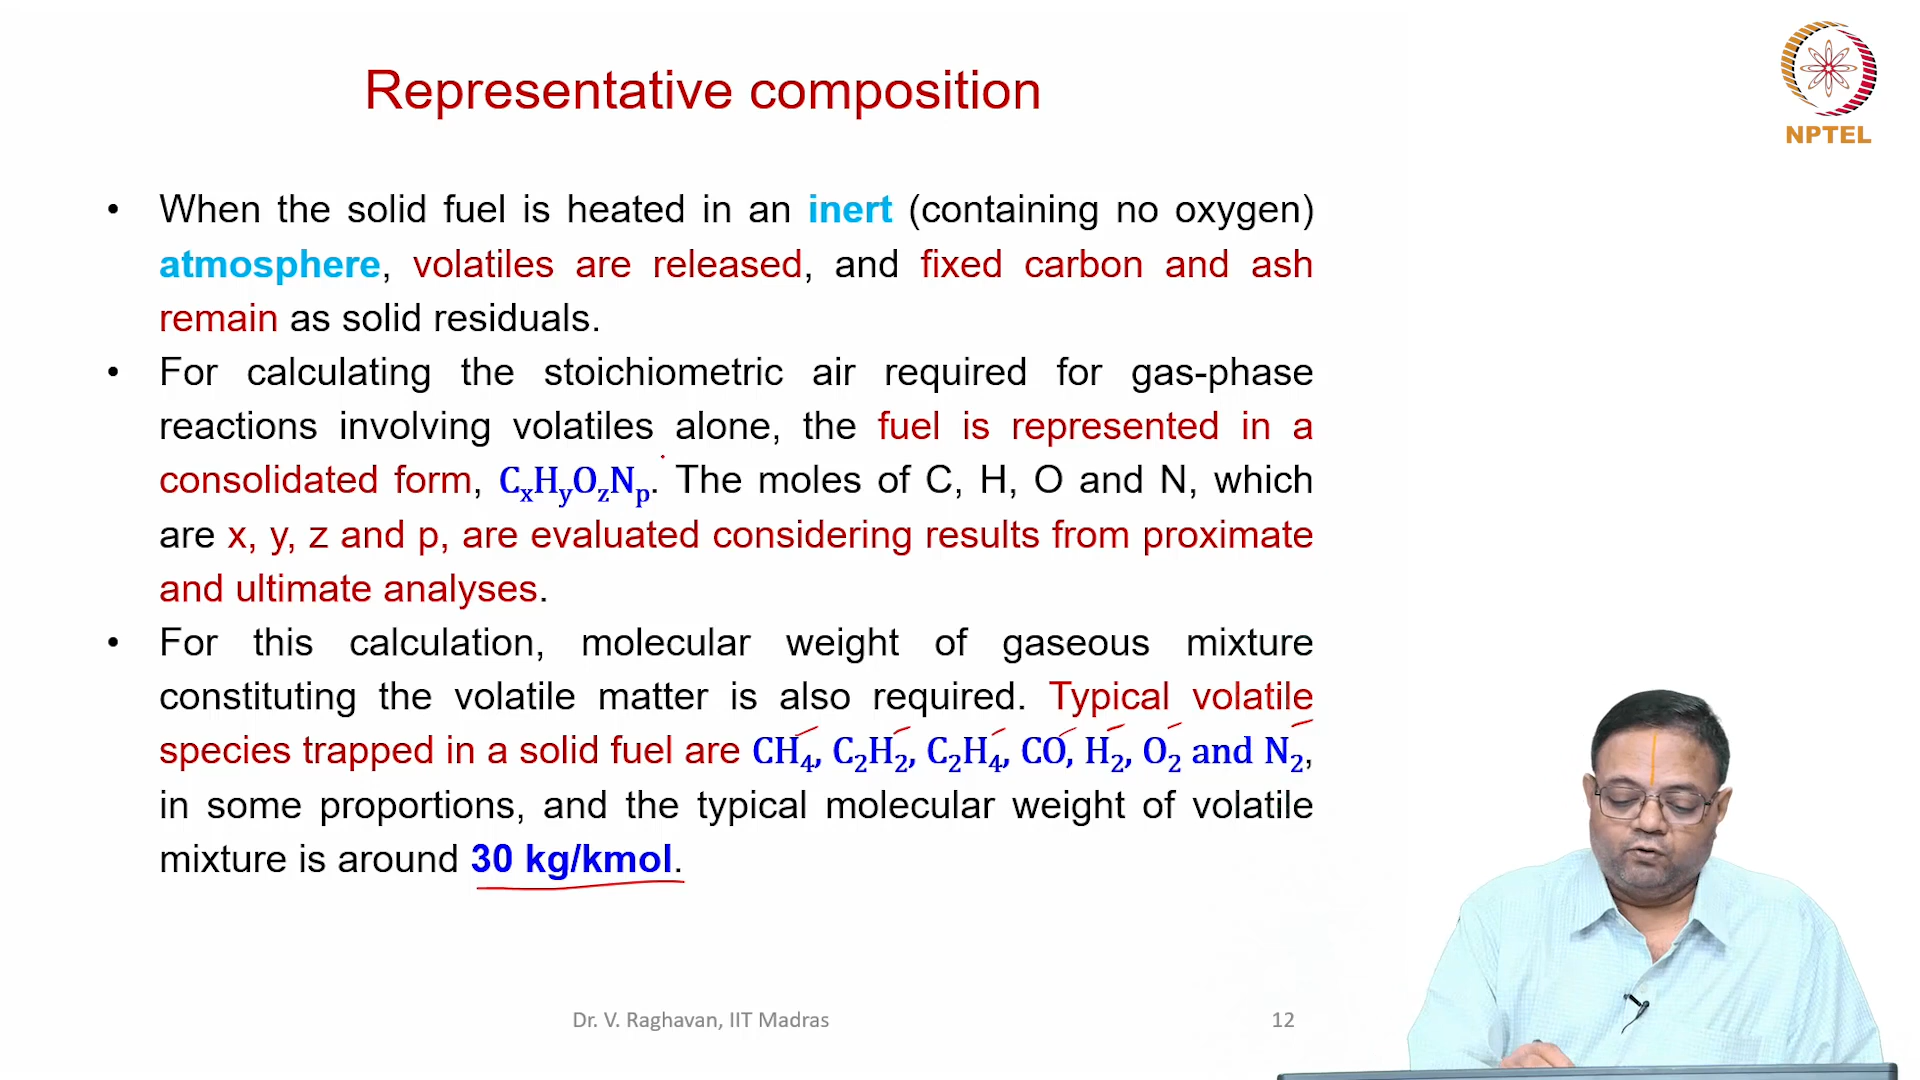 Representative composition
NPTEL
• When the solid fuel is heated in an inert (containing no oxygen)
atmosphere, volatiles are released, and fixed carbon and ash
remain as solid residuals.
• For calculating the stoichiometric air required for gas-phase
reactions involving volatiles alone, the fuel is represented in a
consolidated form, CₓHᵧO_zNₚ. The moles of C, H, O and N, which
are x, y, z and p, are evaluated considering results from proximate
and ultimate analyses.
• For this calculation, molecular weight of gaseous mixture
constituting the volatile matter is also required. Typical volatile
species trapped in a solid fuel are CH₄, C₂H₂, C₂H₄, CO, H₂, O₂ and N₂,
in some proportions, and the typical molecular weight of volatile
mixture is around 30 kg/kmol.
Dr. V. Raghavan, IIT Madras
12